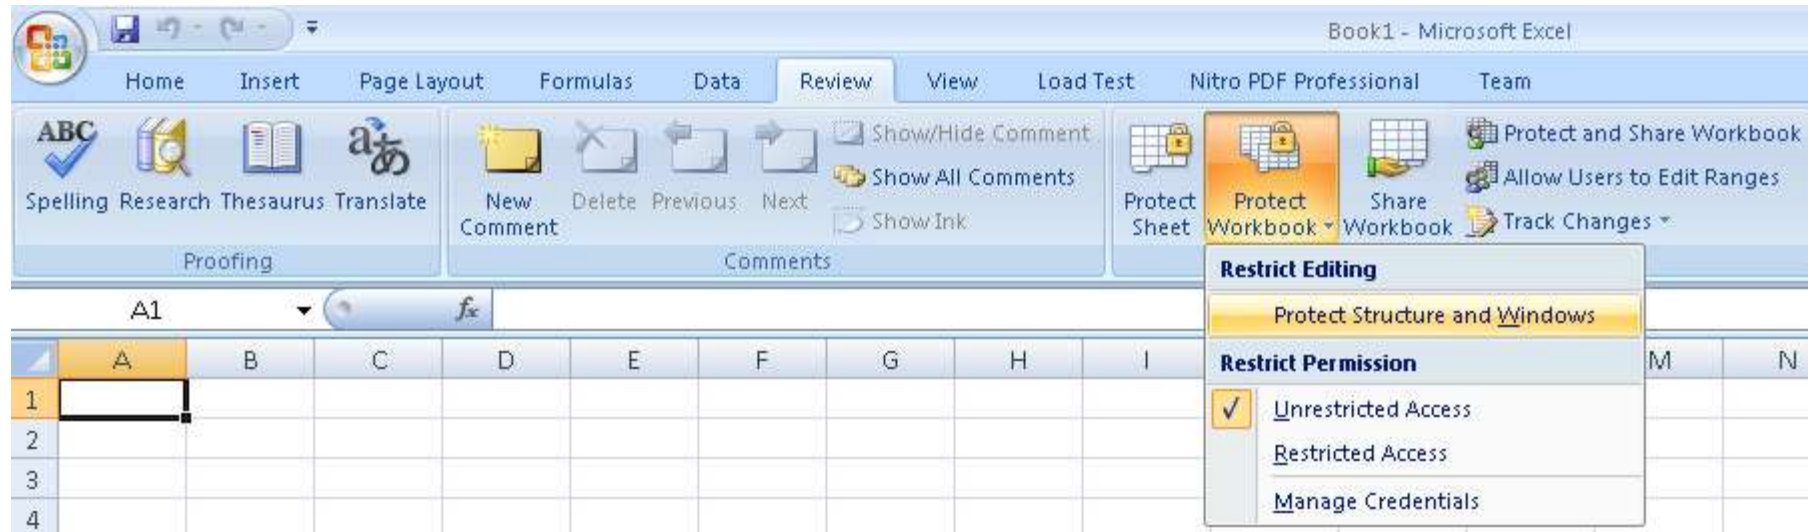 Book1 - Microsoft Excel
Home Insert Page Layout Formulas Data Review View Load Test Nitro PDF Professional Team
ABC
Spelling Research Thesaurus Translate
Proofing
New Comment
Delete Previous Next
Show/Hide Comment
Show All Comments
Show Ink
Comments
Protect Sheet
Protect Workbook
Share Workbook
Protect and Share Workbook
Allow Users to Edit Ranges
Track Changes
A1
fx
Restrict Editing
Protect Structure and Windows
Restrict Permission
Unrestricted Access
Restricted Access
Manage Credentials
A B C D E F G H I M N
1
2
3
4